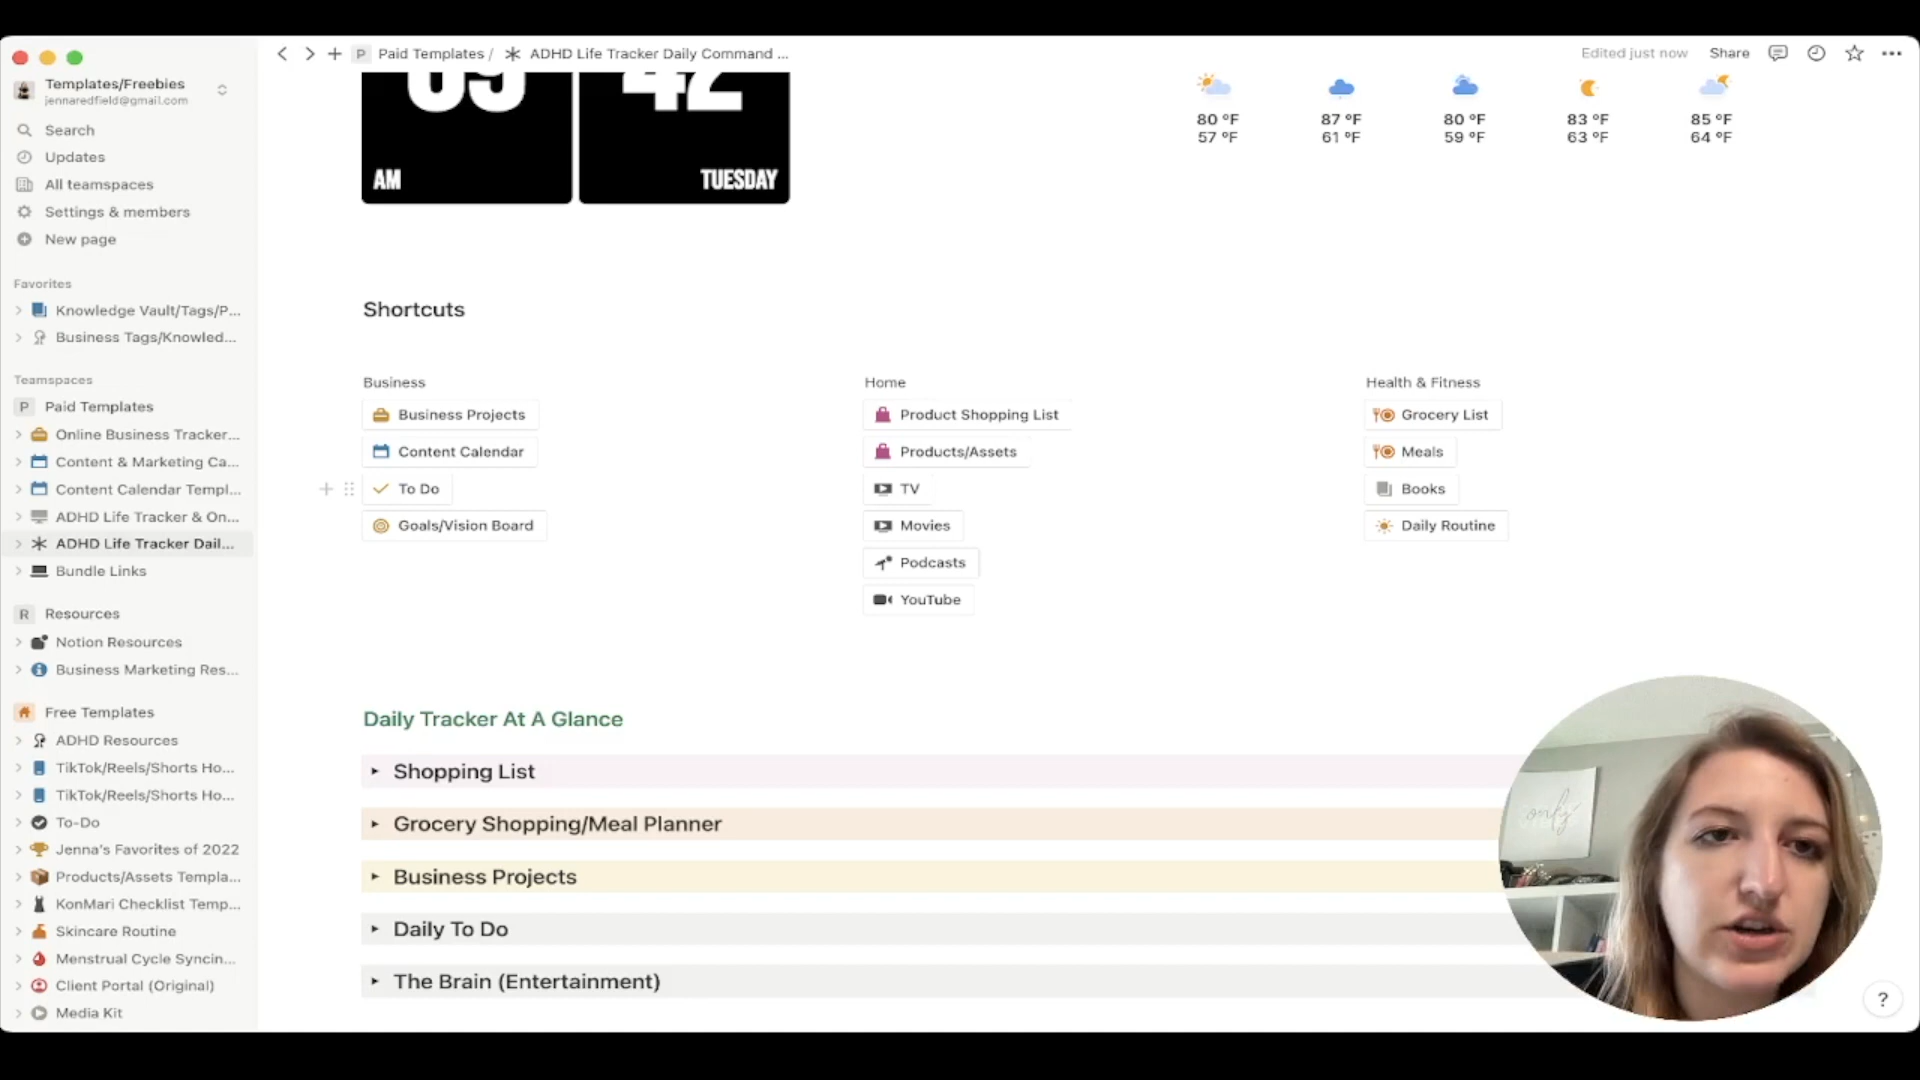 Paid Templates / ADHD Life Tracker Daily Command ...
Edited just now Share
Templates/Freebies
jennaredfield@gmail.com
Search
Updates
All teamspaces
Settings & members
New page
Favorites
Knowledge Vault/Tags/P...
Business Tags/Knowled...
Teamspaces
P Paid Templates
Online Business Tracker...
Content & Marketing Ca...
Content Calendar Templ...
ADHD Life Tracker & On...
ADHD Life Tracker Dail...
Bundle Links
R Resources
Notion Resources
Business Marketing Res...
Free Templates
ADHD Resources
TikTok/Reels/Shorts Ho...
TikTok/Reels/Shorts Ho...
To-Do
Jenna's Favorites of 2022
Products/Assets Templa...
KonMari Checklist Temp...
Skincare Routine
Menstrual Cycle Syncin...
Client Portal (Original)
Media Kit
42
AM
TUESDAY
80 °F 87 °F 80 °F 83 °F 85 °F
57 °F 61 °F 59 °F 63 °F 64 °F
Shortcuts
Business
Business Projects
Content Calendar
To Do
Goals/Vision Board
Home
Product Shopping List
Products/Assets
TV
Movies
Podcasts
YouTube
Health & Fitness
Grocery List
Meals
Books
Daily Routine
Daily Tracker At A Glance
Shopping List
Grocery Shopping/Meal Planner
Business Projects
Daily To Do
The Brain (Entertainment)
?